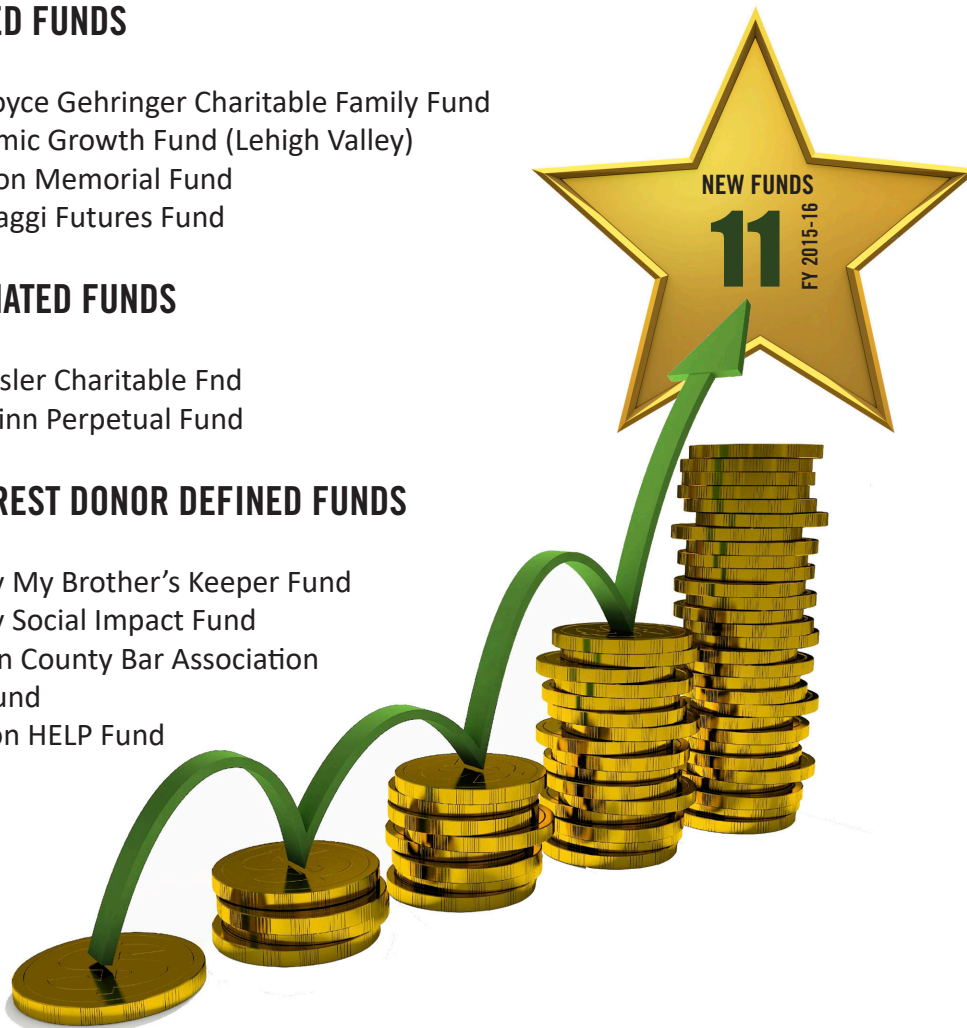 ED FUNDS
oyce Gehringer Charitable Family Fund
mic Growth Fund (Lehigh Valley)
on Memorial Fund
aggi Futures Fund
NEW FUNDS
11
FY 2015-16
IATED FUNDS
sler Charitable Fnd
inn Perpetual Fund
REST DONOR DEFINED FUNDS
y My Brother’s Keeper Fund
y Social Impact Fund
n County Bar Association
und
on HELP Fund